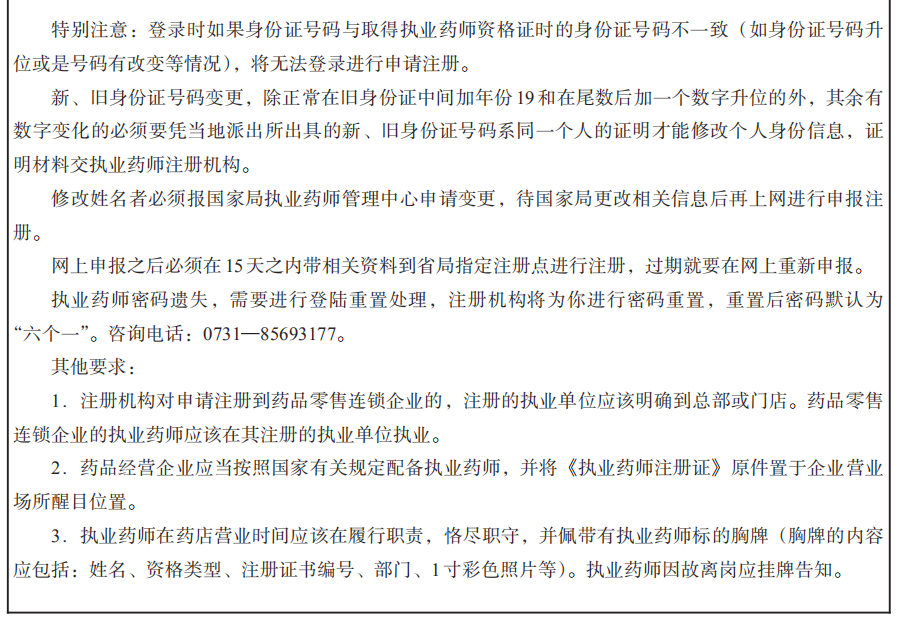 特别注意：登录时如果身份证号码与取得执业药师资格证时的身份证号码不一致（如身份证号码升
位或是号码有改变等情况），将无法登录进行申请注册。
新、旧身份证号码变更，除正常在旧身份证中间加年份 19 和在尾数后加一个数字升位的外，其余有
数字变化的必须要凭当地派出所出具的新、旧身份证号码系同一个人的证明才能修改个人身份信息，证
明材料交执业药师注册机构。
修改姓名者必须报国家局执业药师管理中心申请变更，待国家局更改相关信息后再上网进行申报注
册。
网上申报之后必须在 15 天之内带相关资料到省局指定注册点进行注册，过期就要在网上重新申报。
执业药师密码遗失，需要进行登陆重置处理，注册机构将为你进行密码重置，重置后密码默认为
“六个一”。咨询电话：0731—85693177。
其他要求：
1．注册机构对申请注册到药品零售连锁企业的，注册的执业单位应该明确到总部或门店。药品零售
连锁企业的执业药师应该在其注册的执业单位执业。
2．药品经营企业应当按照国家有关规定配备执业药师，并将《执业药师注册证》原件置于企业营业
场所醒目位置。
3．执业药师在药店营业时间应该在履行职责，恪尽职守，并佩带有执业药师标的胸牌（胸牌的内容
应包括：姓名、资格类型、注册证书编号、部门、1 寸彩色照片等）。执业药师因故离岗应挂牌告知。